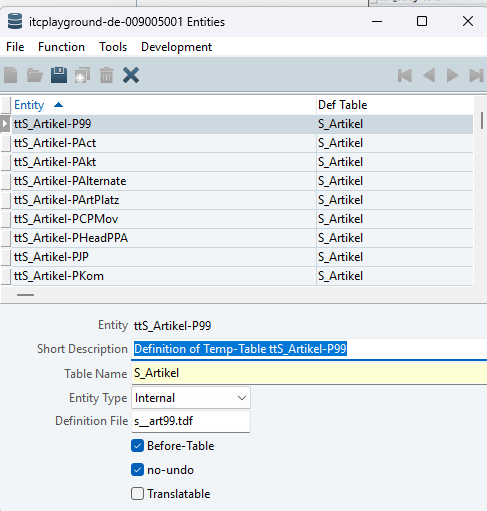 itcplayground-de-009005001 Entities
File Function Tools Development
Entity Def Table
ttS_Artikel-P99 S_Artikel
ttS_Artikel-PAct S_Artikel
ttS_Artikel-PAkt S_Artikel
ttS_Artikel-PAlternate S_Artikel
ttS_Artikel-PArtPlatz S_Artikel
ttS_Artikel-PCPMov S_Artikel
ttS_Artikel-PHeadPPA S_Artikel
ttS_Artikel-PJP S_Artikel
ttS_Artikel-PKom S_Artikel
Entity ttS_Artikel-P99
Short Description Definition of Temp-Table ttS_Artikel-P99
Table Name S_Artikel
Entity Type Internal
Definition File s__art99.tdf
Before-Table
no-undo
Translatable